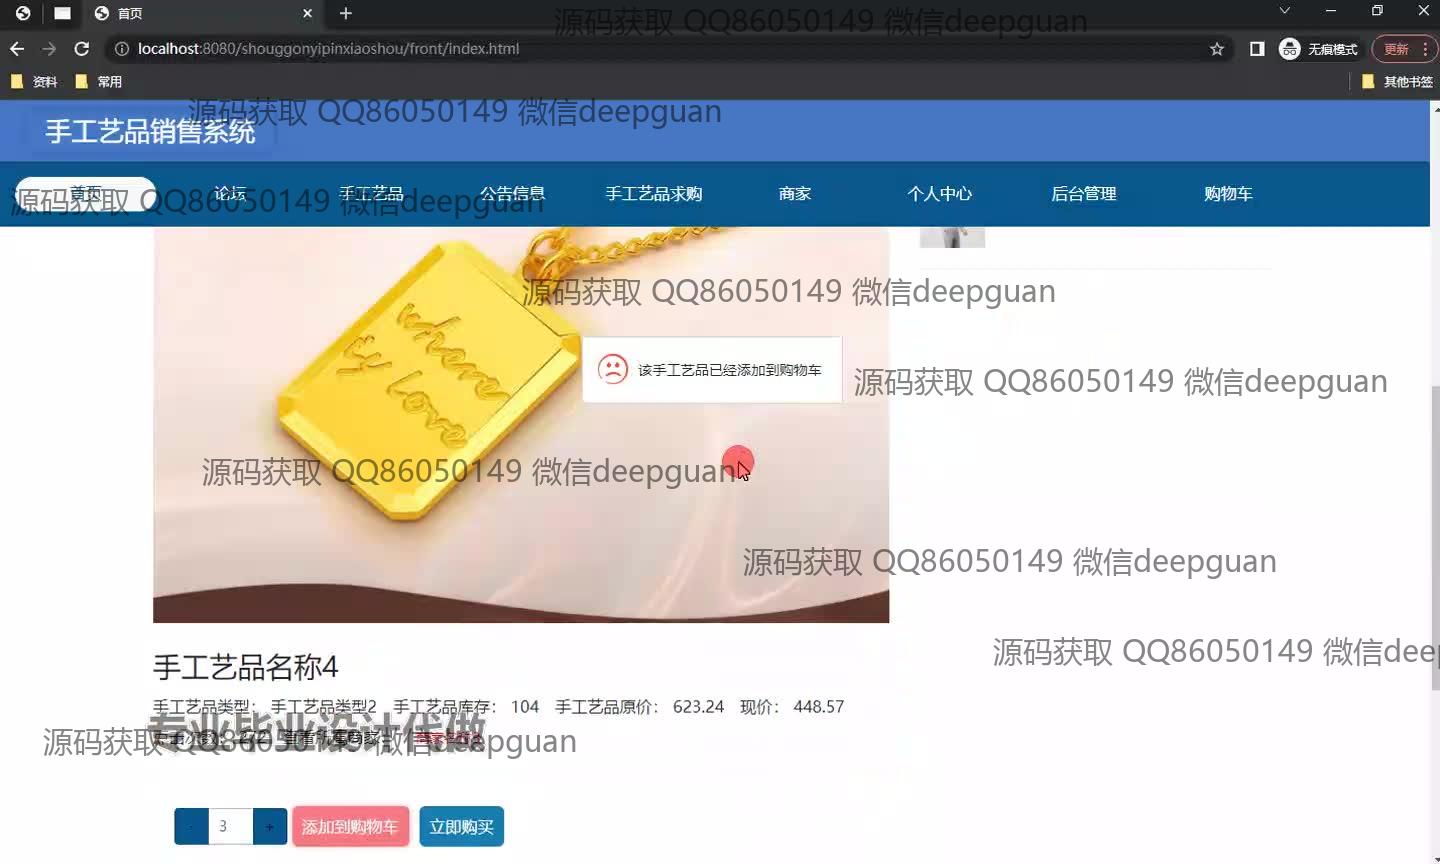 首页
源码获取 QQ86050149 微信deepguan
localhost:8080/shouggonyipinxiaoshou/front/index.html
无痕模式
更新
资料
常用
其他书签
源码获取 QQ86050149 微信deepguan
手工艺品销售系统
首页 论坛 手工艺品 公告信息 手工艺品求购 商家 个人中心 后台管理 购物车
源码获取 QQ86050149 微信deepguan
where
love
源码获取 QQ86050149 微信deepguan
该手工艺品已经添加到购物车
源码获取 QQ86050149 微信deepguan
源码获取 QQ86050149 微信deepguan
源码获取 QQ86050149 微信deepguan
源码获取 QQ86050149 微信dee
手工艺品名称4
手工艺品类型： 手工艺品类型2 手工艺品库存： 104 手工艺品原价： 623.24 现价： 448.57
专业毕业设计代做
源码获取 QQ86050149 微信deepguan
- 3 + 添加到购物车 立即购买